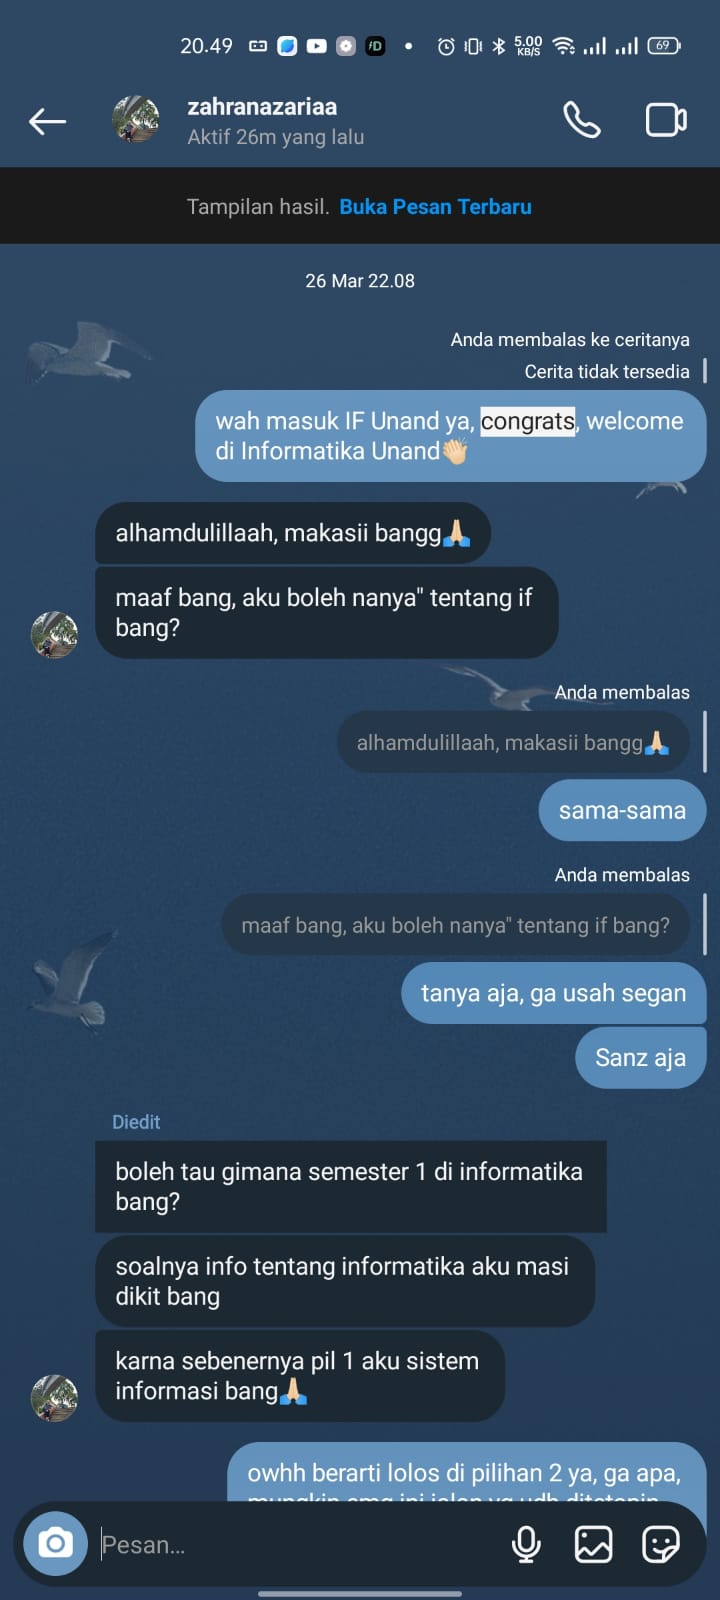 20.49
5.00
KB/S
69
zahranazariaa
Aktif 26m yang lalu
Tampilan hasil. Buka Pesan Terbaru
26 Mar 22.08
Anda membalas ke ceritanya
Cerita tidak tersedia
wah masuk IF Unand ya, congrats, welcome
di Informatika Unand👏🏻
alhamdulillaah, makasii bangg🙏🏻
maaf bang, aku boleh nanya" tentang if
bang?
Anda membalas
alhamdulillaah, makasii bangg🙏🏻
sama-sama
Anda membalas
maaf bang, aku boleh nanya" tentang if bang?
tanya aja, ga usah segan
Sanz aja
Diedit
boleh tau gimana semester 1 di informatika
bang?
soalnya info tentang informatika aku masi
dikit bang
karna sebenernya pil 1 aku sistem
informasi bang🙏🏻
owhh berarti lolos di pilihan 2 ya, ga apa,
Pesan...